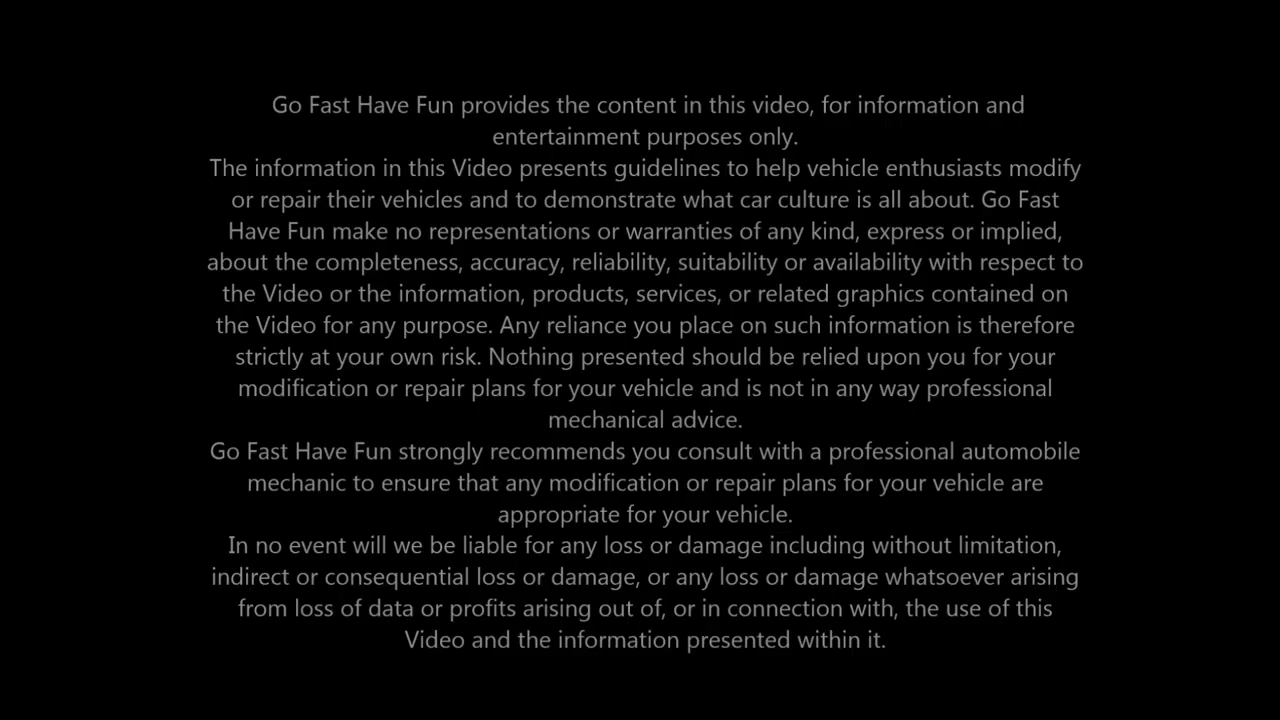 Go Fast Have Fun provides the content in this video, for information and
entertainment purposes only.
The information in this Video presents guidelines to help vehicle enthusiasts modify
or repair their vehicles and to demonstrate what car culture is all about. Go Fast
Have Fun make no representations or warranties of any kind, express or implied,
about the completeness, accuracy, reliability, suitability or availability with respect to
the Video or the information, products, services, or related graphics contained on
the Video for any purpose. Any reliance you place on such information is therefore
strictly at your own risk. Nothing presented should be relied upon you for your
modification or repair plans for your vehicle and is not in any way professional
mechanical advice.
Go Fast Have Fun strongly recommends you consult with a professional automobile
mechanic to ensure that any modification or repair plans for your vehicle are
appropriate for your vehicle.
In no event will we be liable for any loss or damage including without limitation,
indirect or consequential loss or damage, or any loss or damage whatsoever arising
from loss of data or profits arising out of, or in connection with, the use of this
Video and the information presented within it.